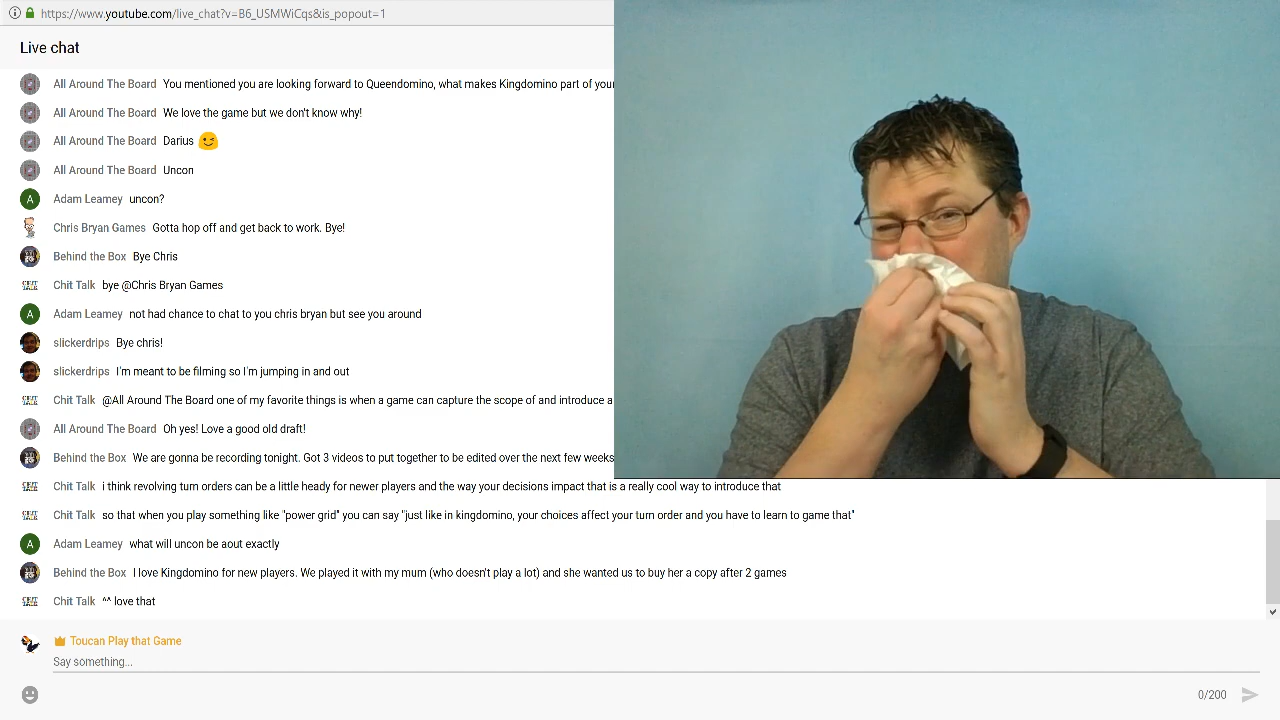 https://www.youtube.com/live_chat?v=B6_USMWiCqs&is_popout=1
Live chat
All Around The Board You mentioned you are looking forward to Queendomino, what makes Kingdomino part of your
All Around The Board We love the game but we don't know why!
All Around The Board Darius
All Around The Board Uncon
A Adam Leamey uncon?
Chris Bryan Games Gotta hop off and get back to work. Bye!
Behind the Box Bye Chris
Chit Talk bye @Chris Bryan Games
A Adam Leamey not had chance to chat to you chris bryan but see you around
slickerdrips Bye chris!
slickerdrips I'm meant to be filming so I'm jumping in and out
Chit Talk @All Around The Board one of my favorite things is when a game can capture the scope of and introduce a
All Around The Board Oh yes! Love a good old draft!
Behind the Box We are gonna be recording tonight. Got 3 videos to put together to be edited over the next few weeks
Chit Talk i think revolving turn orders can be a little heady for newer players and the way your decisions impact that is a really cool way to introduce that
Chit Talk so that when you play something like "power grid" you can say "just like in kingdomino, your choices affect your turn order and you have to learn to game that"
A Adam Leamey what will uncon be aout exactly
Behind the Box I love Kingdomino for new players. We played it with my mum (who doesn't play a lot) and she wanted us to buy her a copy after 2 games
Chit Talk ^^ love that
Toucan Play that Game
Say something...
0/200